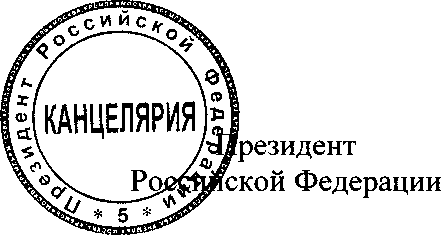 Президент Российской Федерации
КАНЦЕЛЯРИЯ
* 5 *
Президент
Российской Федерации